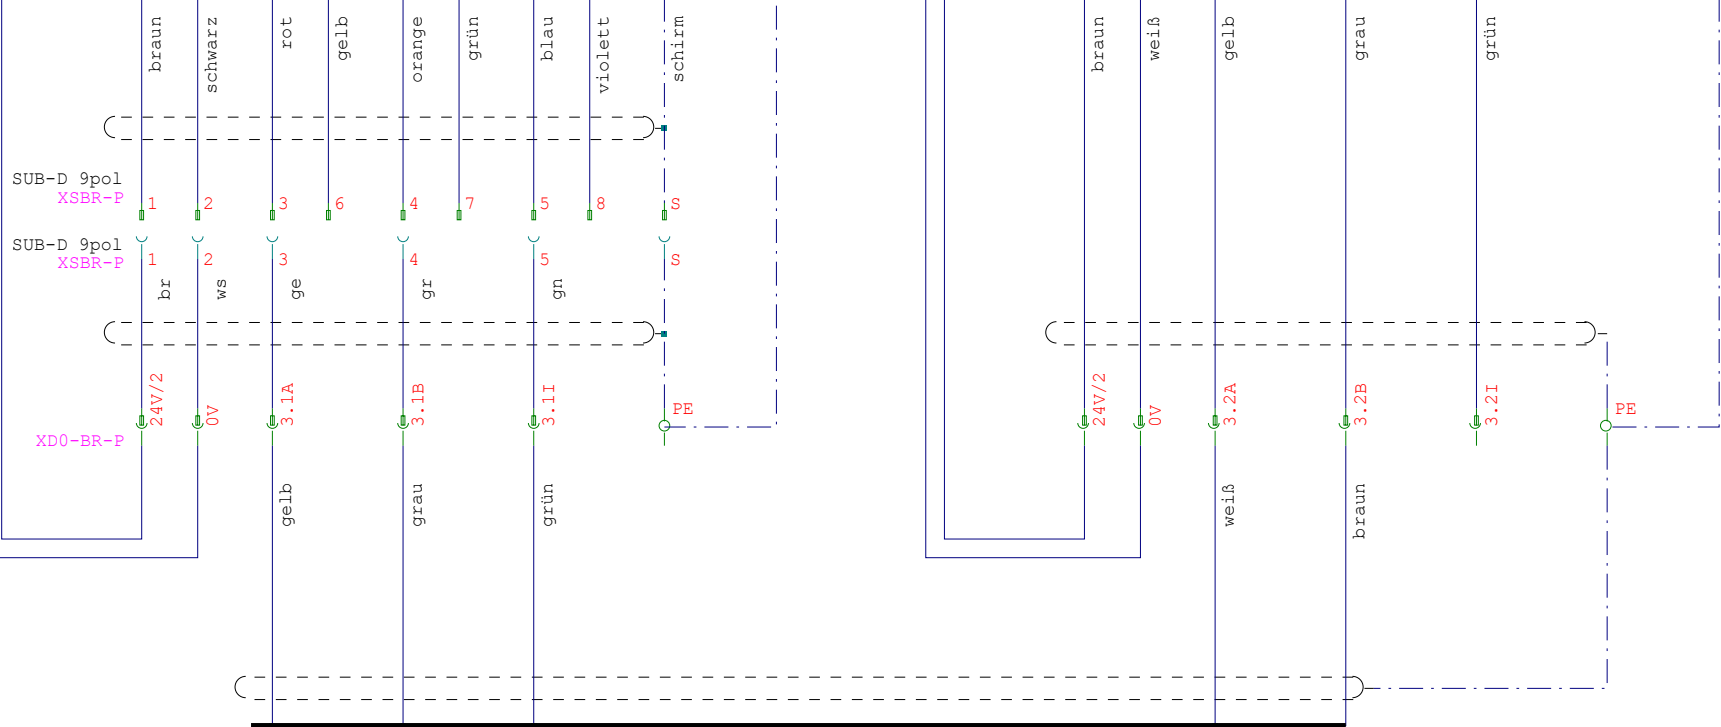 braun
schwarz
rot
gelb
orange
grün
blau
violett
schirm
braun
weiß
gelb
grau
grün
SUB-D 9pol
XSBR-P
1
2
3
6
4
7
5
8
S
SUB-D 9pol
XSBR-P
1
2
3
4
5
S
br
ws
ge
gr
gn
24V/2
0V
3.1A
3.1B
3.1I
PE
24V/2
0V
3.2A
3.2B
3.2I
PE
XD0-BR-P
gelb
grau
grün
weiß
braun